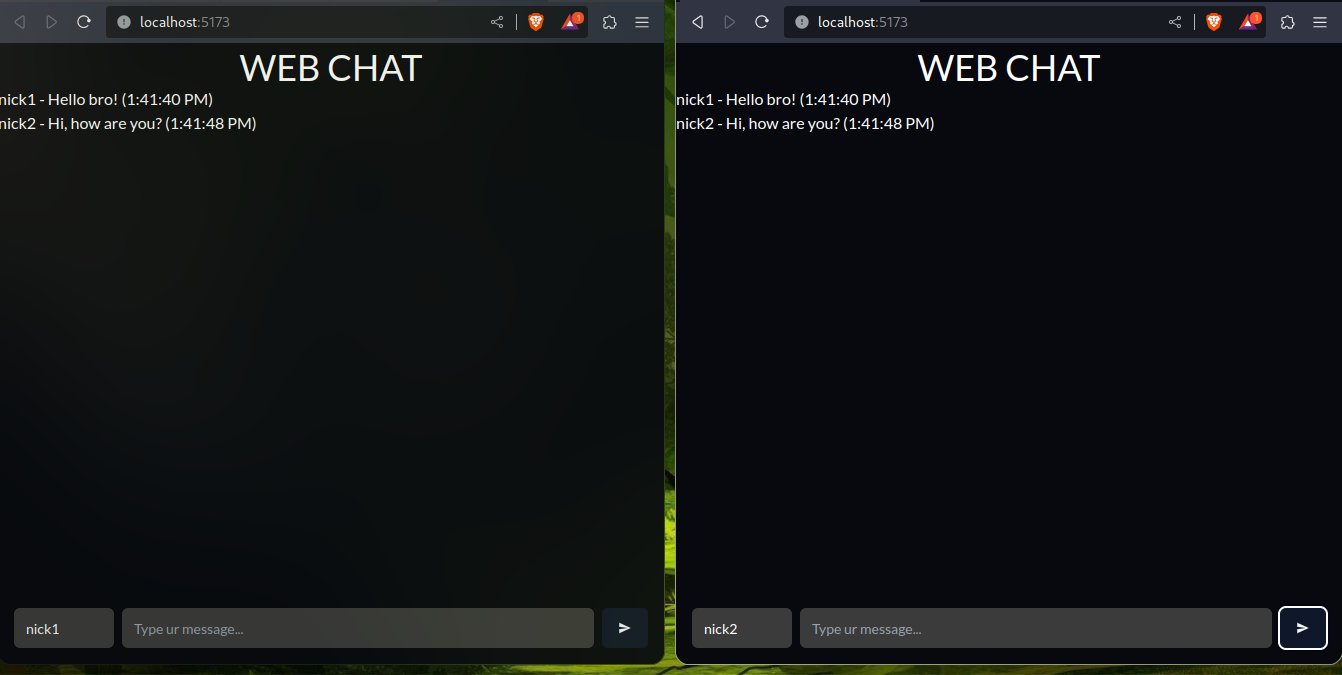 localhost:5173
1
WEB CHAT
nick1 - Hello bro! (1:41:40 PM)
nick2 - Hi, how are you? (1:41:48 PM)
nick1
Type ur message...
localhost:5173
1
WEB CHAT
nick1 - Hello bro! (1:41:40 PM)
nick2 - Hi, how are you? (1:41:48 PM)
nick2
Type ur message...